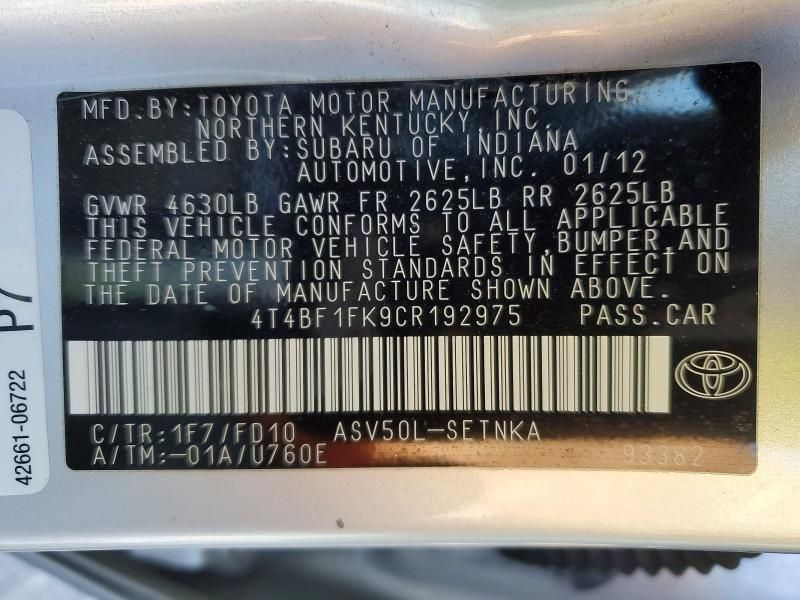 MFD.BY:TOYOTA MOTOR MANUFACTURING,
NORTHERN KENTUCKY,INC.
ASSEMBLED BY:SUBARU OF INDIANA
AUTOMOTIVE,INC. 01/12
GVWR 4630LB GAWR FR 2625LB RR 2625LB
THIS VEHICLE CONFORMS TO ALL APPLICABLE
FEDERAL MOTOR VEHICLE SAFETY,BUMPER,AND
THEFT PREVENTION STANDARDS IN EFFECT ON
THE DATE OF MANUFACTURE SHOWN ABOVE.
4T4BF1FK9CR192975 PASS.CAR
C/TR:1F7/FD10 ASV50L-SETNKA
A/TM:-01A/U760E 93382
P7
42661-06722